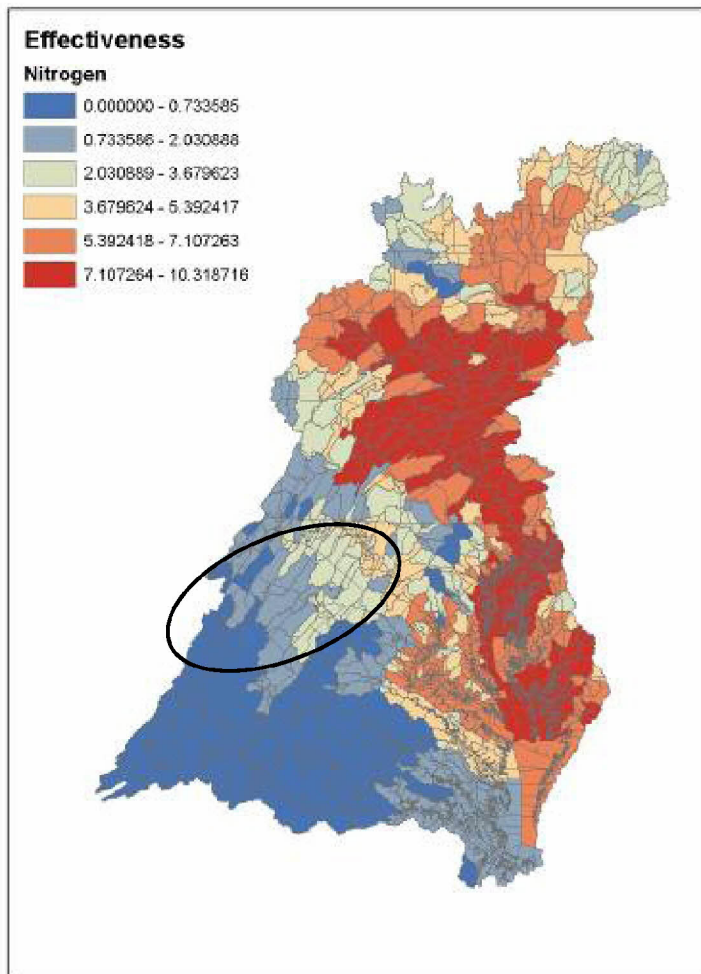 Effectiveness
Nitrogen
0.000000 - 0.733585
0.733586 - 2.030888
2.030889 - 3.679623
3.679624 - 5.392417
5.392418 - 7.107263
7.107264 - 10.318716